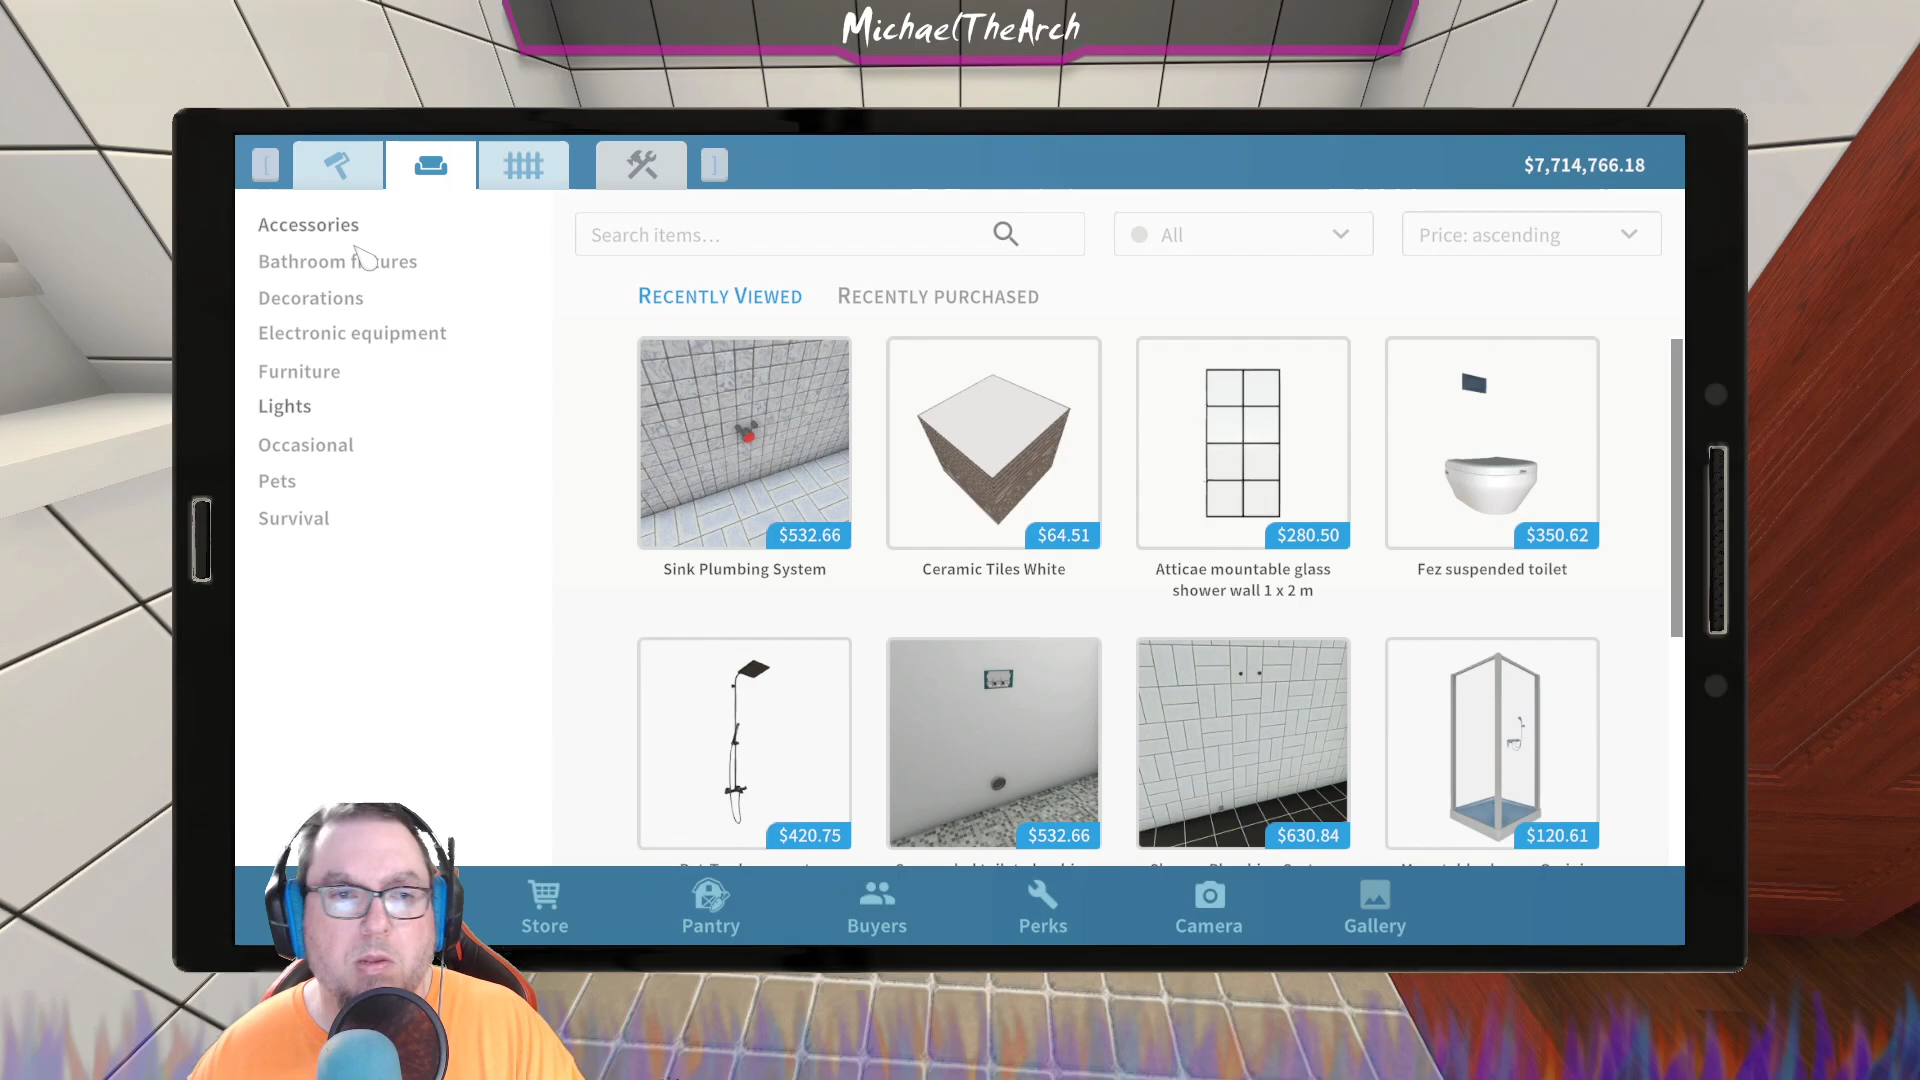 MichaelTheArch
[
]
$7,714,766.18
Accessories
Bathroom fixtures
Decorations
Electronic equipment
Furniture
Lights
Occasional
Pets
Survival
Search items...
All
Price: ascending
RECENTLY VIEWED
RECENTLY PURCHASED
$532.66
$64.51
$280.50
$350.62
Sink Plumbing System
Ceramic Tiles White
Atticae mountable glass
shower wall 1 x 2 m
Fez suspended toilet
$420.75
$532.66
$630.84
$120.61
Store
Pantry
Buyers
Perks
Camera
Gallery